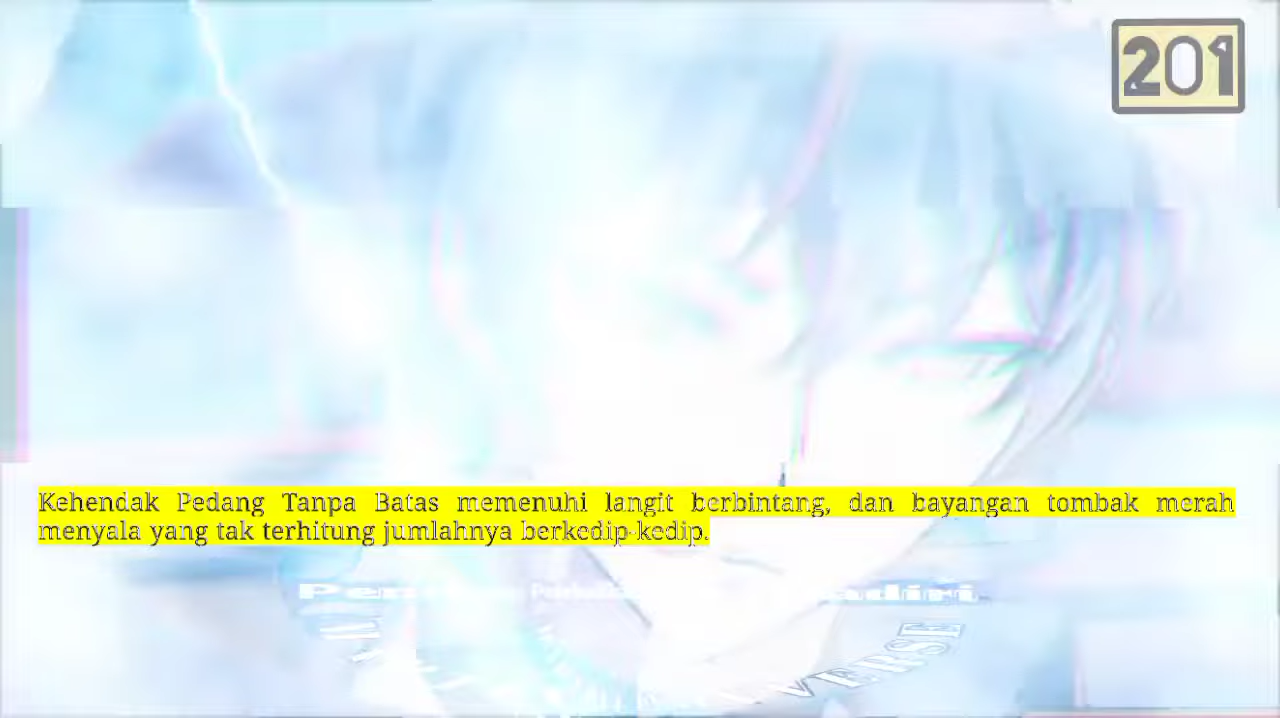 201
Kehendak Pedang Tanpa Batas memenuhi langit berbintang, dan bayangan tombak merah
menyala yang tak terhitung jumlahnya berkedip-kedip.